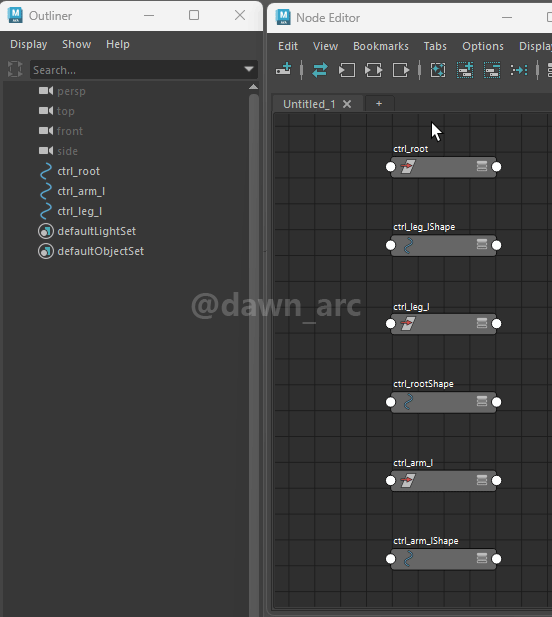 Outliner
Display Show Help
Search...
persp
top
front
side
ctrl_root
ctrl_arm_l
ctrl_leg_l
defaultLightSet
defaultObjectSet
Node Editor
Edit View Bookmarks Tabs Options Displa
Untitled_1
ctrl_root
ctrl_leg_lShape
ctrl_leg_l
ctrl_rootShape
ctrl_arm_l
ctrl_arm_lShape
@dawn_arc